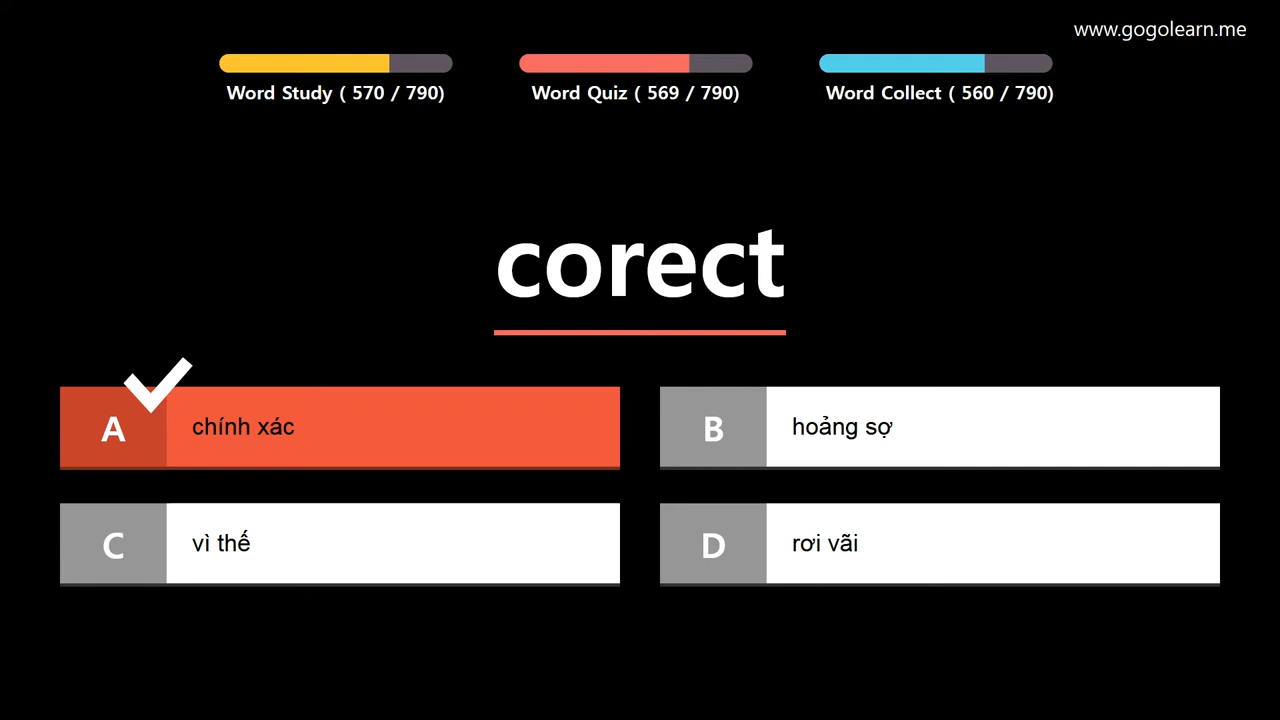 www.gogolearn.me
Word Study ( 570 / 790)
Word Quiz ( 569 / 790)
Word Collect ( 560 / 790)
corect
A chính xác
B hoảng sợ
C vì thế
D rơi vãi